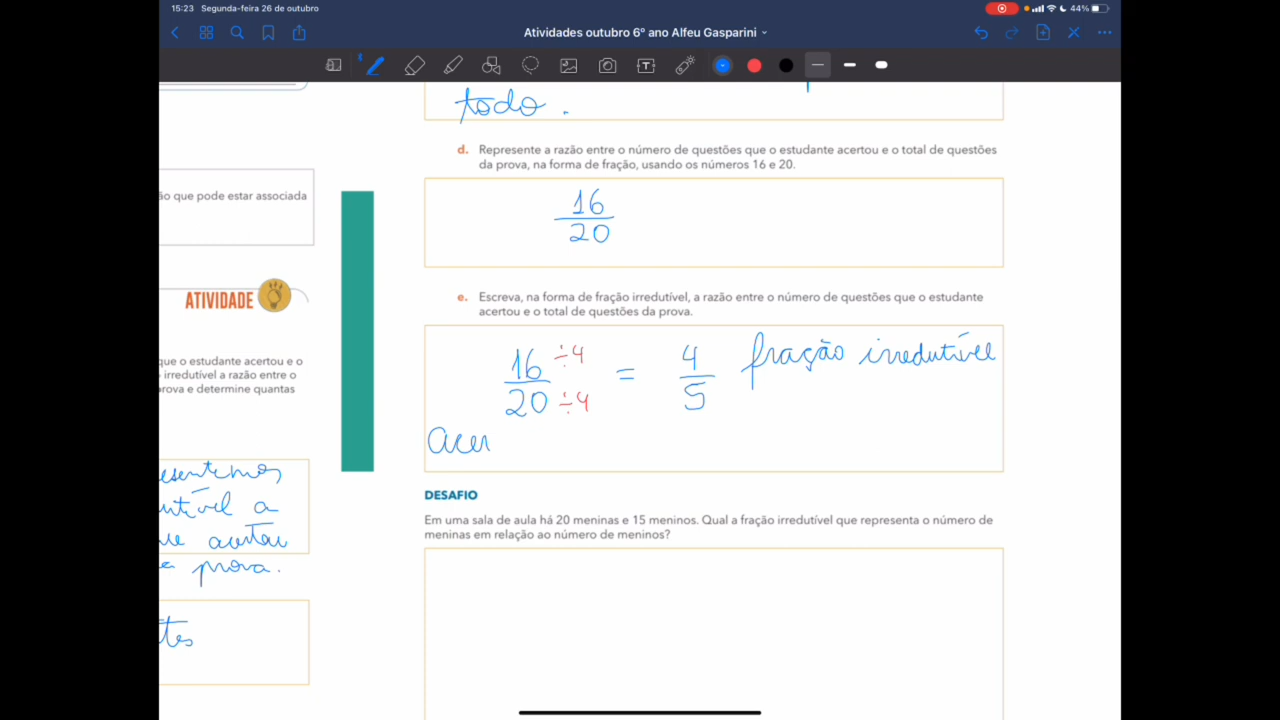 15:23 Segunda-feira 26 de outubro
44%
Atividades outubro 6º ano Alfeu Gasparini
todo.
d. Represente a razão entre o número de questões que o estudante acertou e o total de questões
da prova, na forma de fração, usando os números 16 e 20.
16
20
ão que pode estar associada
ATIVIDADE
e. Escreva, na forma de fração irredutível, a razão entre o número de questões que o estudante
acertou e o total de questões da prova.
que o estudante acertou e o
irredutível a razão entre o
rova e determine quantas
16 ÷4 = 4 fração irredutível
20 ÷4 5
Acer
esentemos
utível a
ue acertou
a prova.
DESAFIO
Em uma sala de aula há 20 meninas e 15 meninos. Qual a fração irredutível que representa o número de
meninas em relação ao número de meninos?
tes